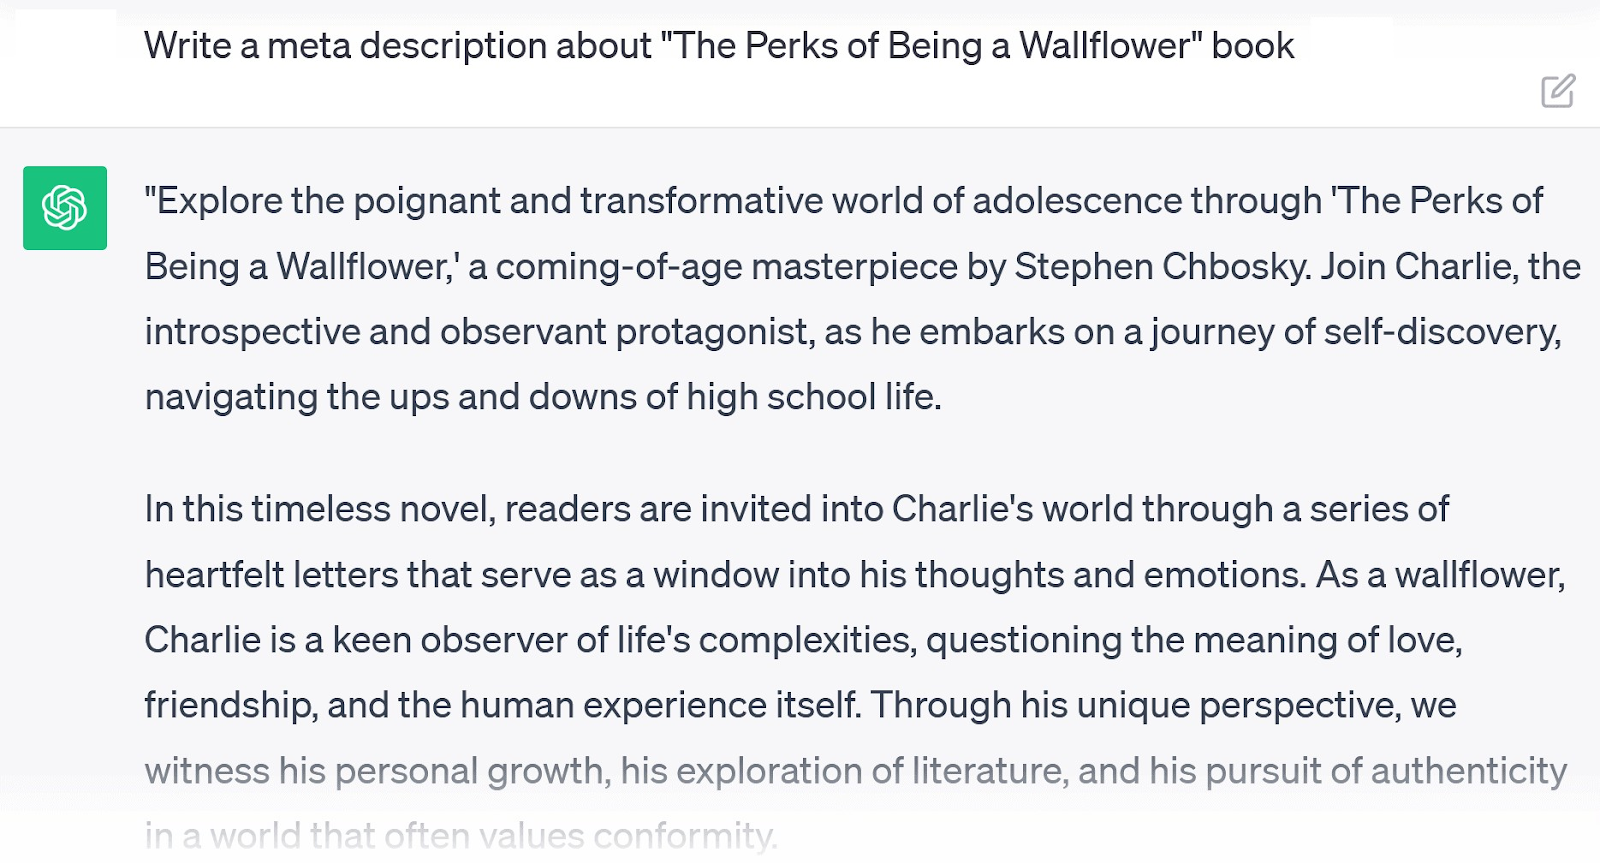 Write a meta description about "The Perks of Being a Wallflower" book
"Explore the poignant and transformative world of adolescence through 'The Perks of
Being a Wallflower,' a coming-of-age masterpiece by Stephen Chbosky. Join Charlie, the
introspective and observant protagonist, as he embarks on a journey of self-discovery,
navigating the ups and downs of high school life.
In this timeless novel, readers are invited into Charlie's world through a series of
heartfelt letters that serve as a window into his thoughts and emotions. As a wallflower,
Charlie is a keen observer of life's complexities, questioning the meaning of love,
friendship, and the human experience itself. Through his unique perspective, we
witness his personal growth, his exploration of literature, and his pursuit of authenticity
in a world that often values conformity.